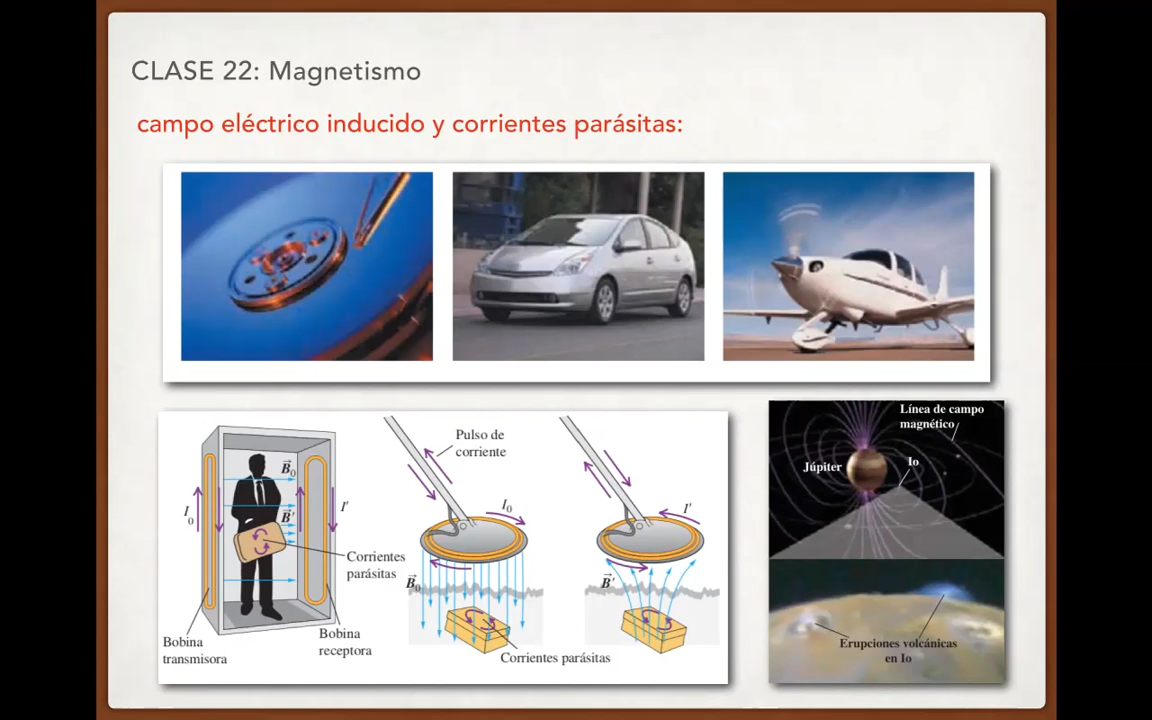 CLASE 22: Magnetismo
campo eléctrico inducido y corrientes parásitas:
B₀
B'
I₀
I'
Corrientes
parásitas
Bobina
transmisora
Bobina
receptora
Pulso de
corriente
I₀
B₀
Corrientes parásitas
I'
B'
Línea de campo
magnético
Júpiter
Io
Erupciones volcánicas
en Io